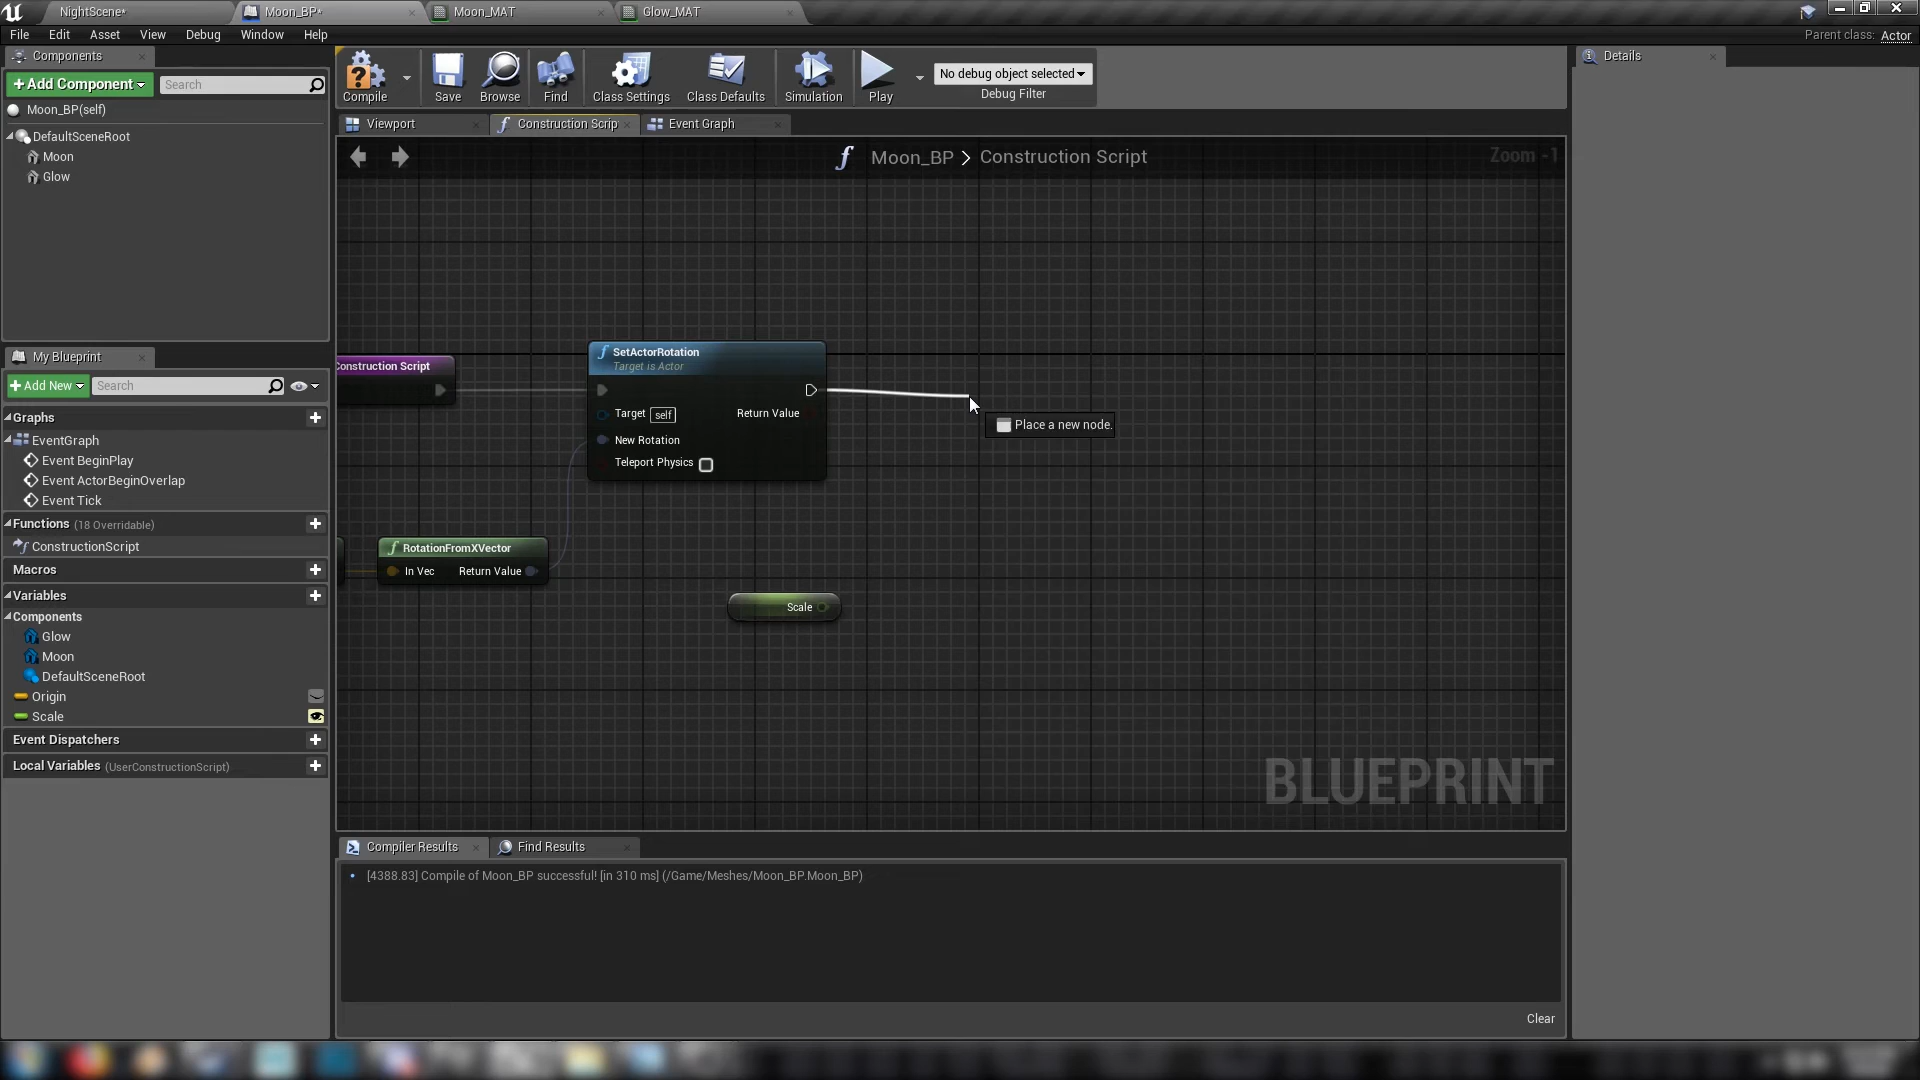 NightScene*
Moon_BP*
Moon_MAT
Glow_MAT
File Edit Asset View Debug Window Help
Parent class: Actor
Components
+ Add Component
Search
Moon_BP(self)
DefaultSceneRoot
Moon
Glow
Compile
Save
Browse
Find
Class Settings
Class Defaults
Simulation
Play
No debug object selected
Debug Filter
Details
Viewport
Construction Scrip
Event Graph
Moon_BP > Construction Script
Zoom -1
My Blueprint
+ Add New
Search
Graphs
EventGraph
Event BeginPlay
Event ActorBeginOverlap
Event Tick
Functions (18 Overridable)
ConstructionScript
Macros
Variables
Components
Glow
Moon
DefaultSceneRoot
Origin
Scale
Event Dispatchers
Local Variables (UserConstructionScript)
Construction Script
SetActorRotation
Target is Actor
Target self
Return Value
New Rotation
Teleport Physics
Place a new node.
RotationFromXVector
In Vec Return Value
Scale
BLUEPRINT
Compiler Results
Find Results
[4388.83] Compile of Moon_BP successful! [in 310 ms] (/Game/Meshes/Moon_BP.Moon_BP)
Clear